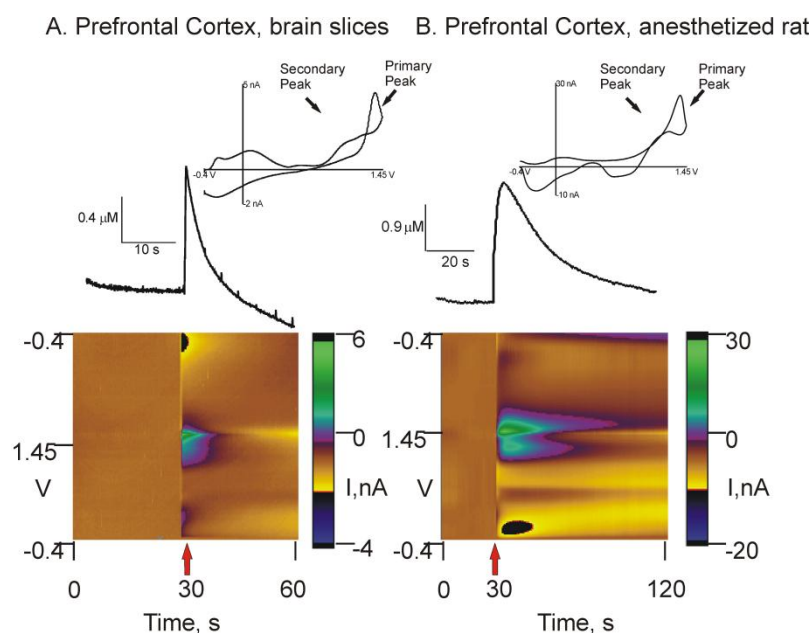 A. Prefrontal Cortex, brain slices
B. Prefrontal Cortex, anesthetized rat
Secondary Peak
Primary Peak
5 nA
-0.4 V
1.45 V
-2 nA
0.4 µM
10 s
Secondary Peak
Primary Peak
30 nA
-0.4 V
1.45 V
-10 nA
0.9 µM
20 s
-0.4
1.45
V
-0.4
6
0
I,nA
-4
0
30
60
Time, s
-0.4
1.45
V
-0.4
30
0
I,nA
-20
0
30
120
Time, s